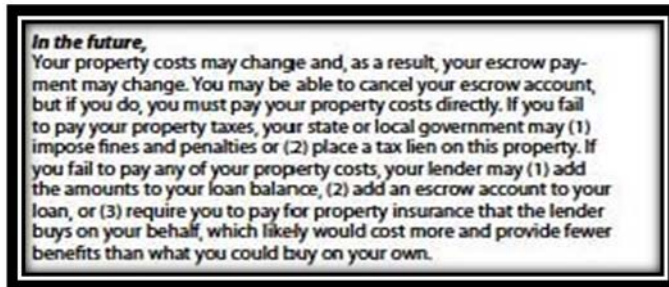 In the future,
Your property costs may change and, as a result, your escrow pay-
ment may change. You may be able to cancel your escrow account,
but if you do, you must pay your property costs directly. If you fail
to pay your property taxes, your state or local government may (1)
impose fines and penalties or (2) place a tax lien on this property. If
you fail to pay any of your property costs, your lender may (1) add
the amounts to your loan balance, (2) add an escrow account to your
loan, or (3) require you to pay for property insurance that the lender
buys on your behalf, which likely would cost more and provide fewer
benefits than what you could buy on your own.